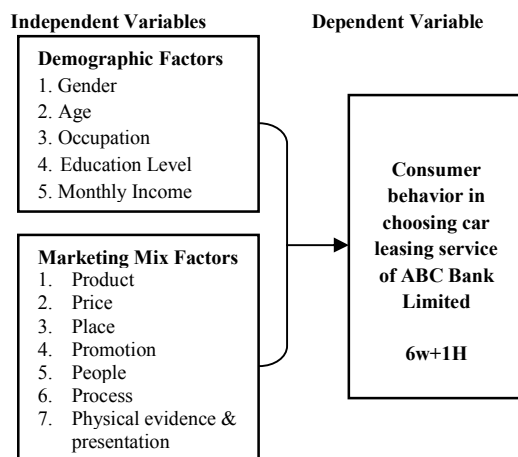 Independent Variables
Dependent Variable
Demographic Factors
1. Gender
2. Age
3. Occupation
4. Education Level
5. Monthly Income
Marketing Mix Factors
1. Product
2. Price
3. Place
4. Promotion
5. People
6. Process
7. Physical evidence &
presentation
Consumer
behavior in
choosing car
leasing service
of ABC Bank
Limited
6w+1H